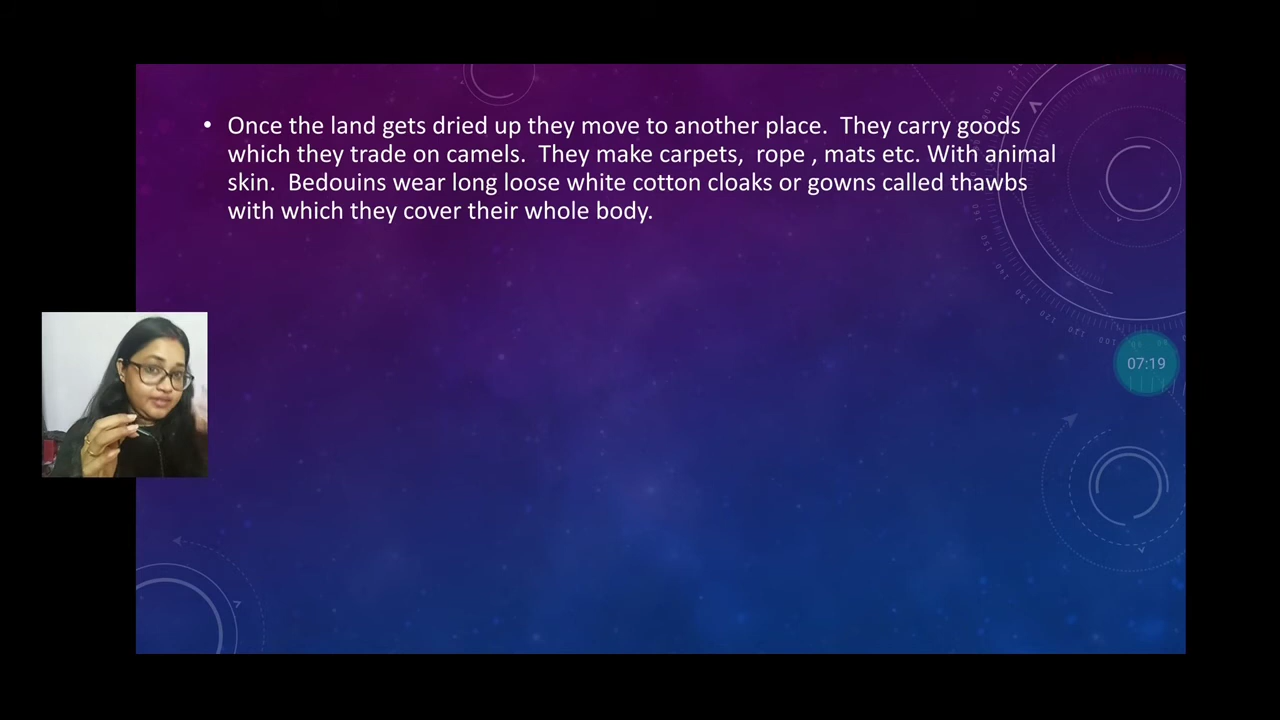 • Once the land gets dried up they move to another place.  They carry goods
which they trade on camels.  They make carpets,  rope , mats etc. With animal
skin.  Bedouins wear long loose white cotton cloaks or gowns called thawbs
with which they cover their whole body.
07:19